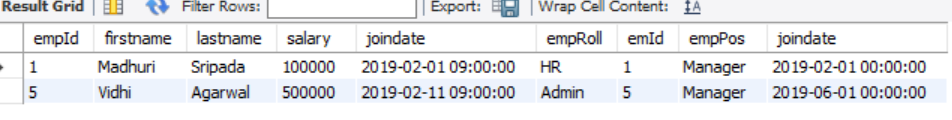 Result Grid Filter Rows: Export: Wrap Cell Content: IA
empId firstname lastname salary joindate empRoll emId empPos joindate
1 Madhuri Sripada 100000 2019-02-01 09:00:00 HR 1 Manager 2019-02-01 00:00:00
5 Vidhi Agarwal 500000 2019-02-11 09:00:00 Admin 5 Manager 2019-06-01 00:00:00